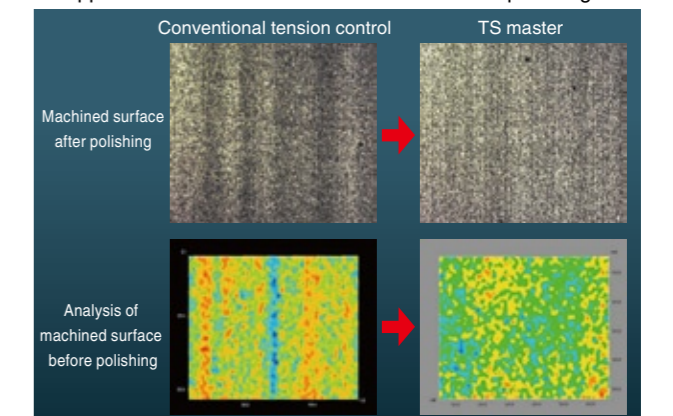 Conventional tension control
TS master
Machined surface
after polishing
Analysis of
machined surface
before polishing